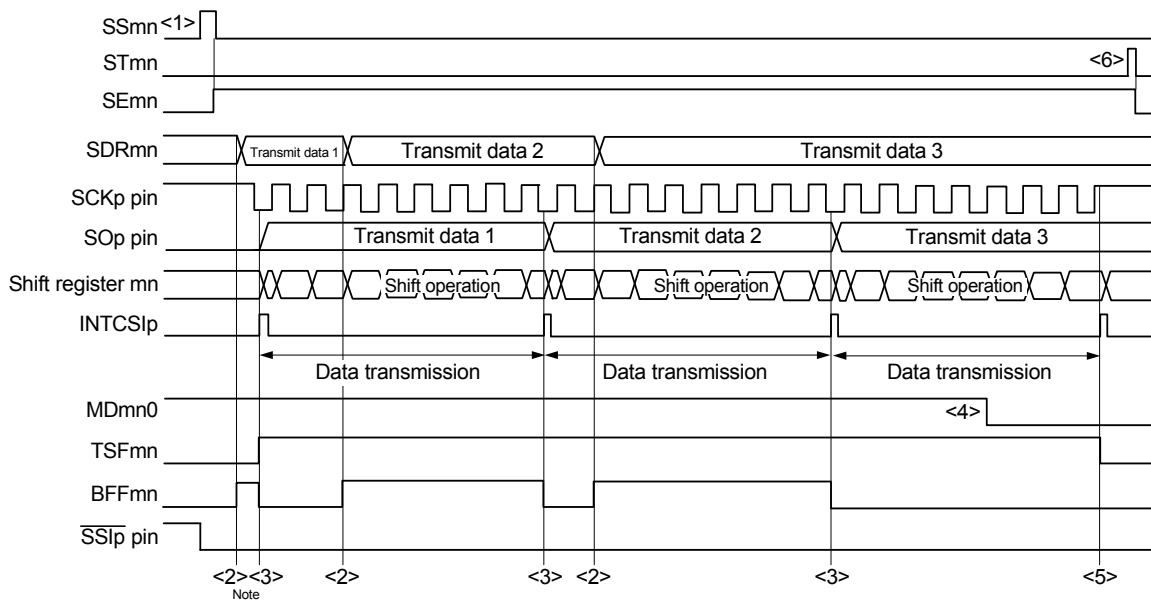 SSmn <1>
STmn <6>
SEmn
SDRmn Transmit data 1 Transmit data 2 Transmit data 3
SCKp pin
SOp pin Transmit data 1 Transmit data 2 Transmit data 3
Shift register mn Shift operation Shift operation Shift operation
INTCSIp
Data transmission Data transmission Data transmission
MDmn0 <4>
TSFmn
BFFmn
SSIp pin
<2> <3> <2> <3> <2> <3> <5>
Note